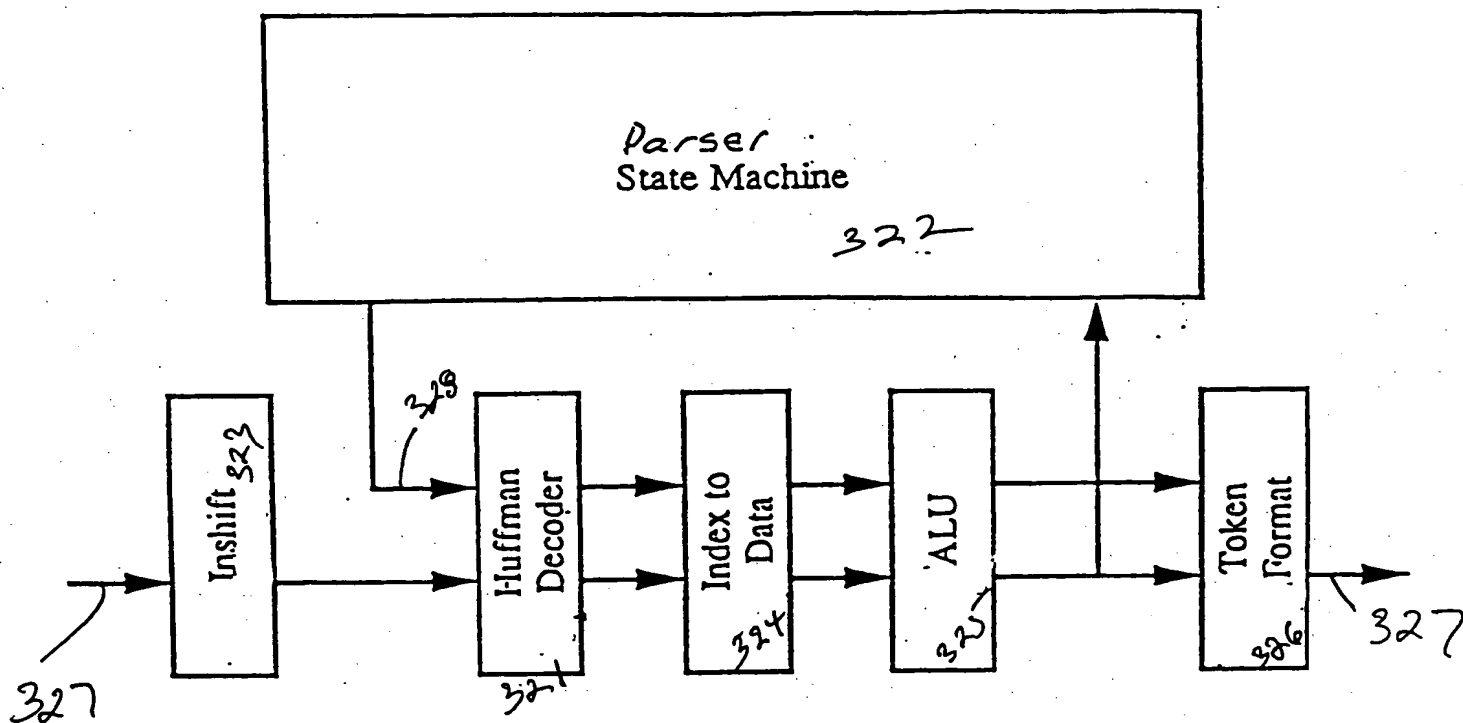 Parser
State Machine
322
328
Inshift 323
Huffman
Decoder
321
Index to
Data
324
ALU
325
Token
Format
326
327
327